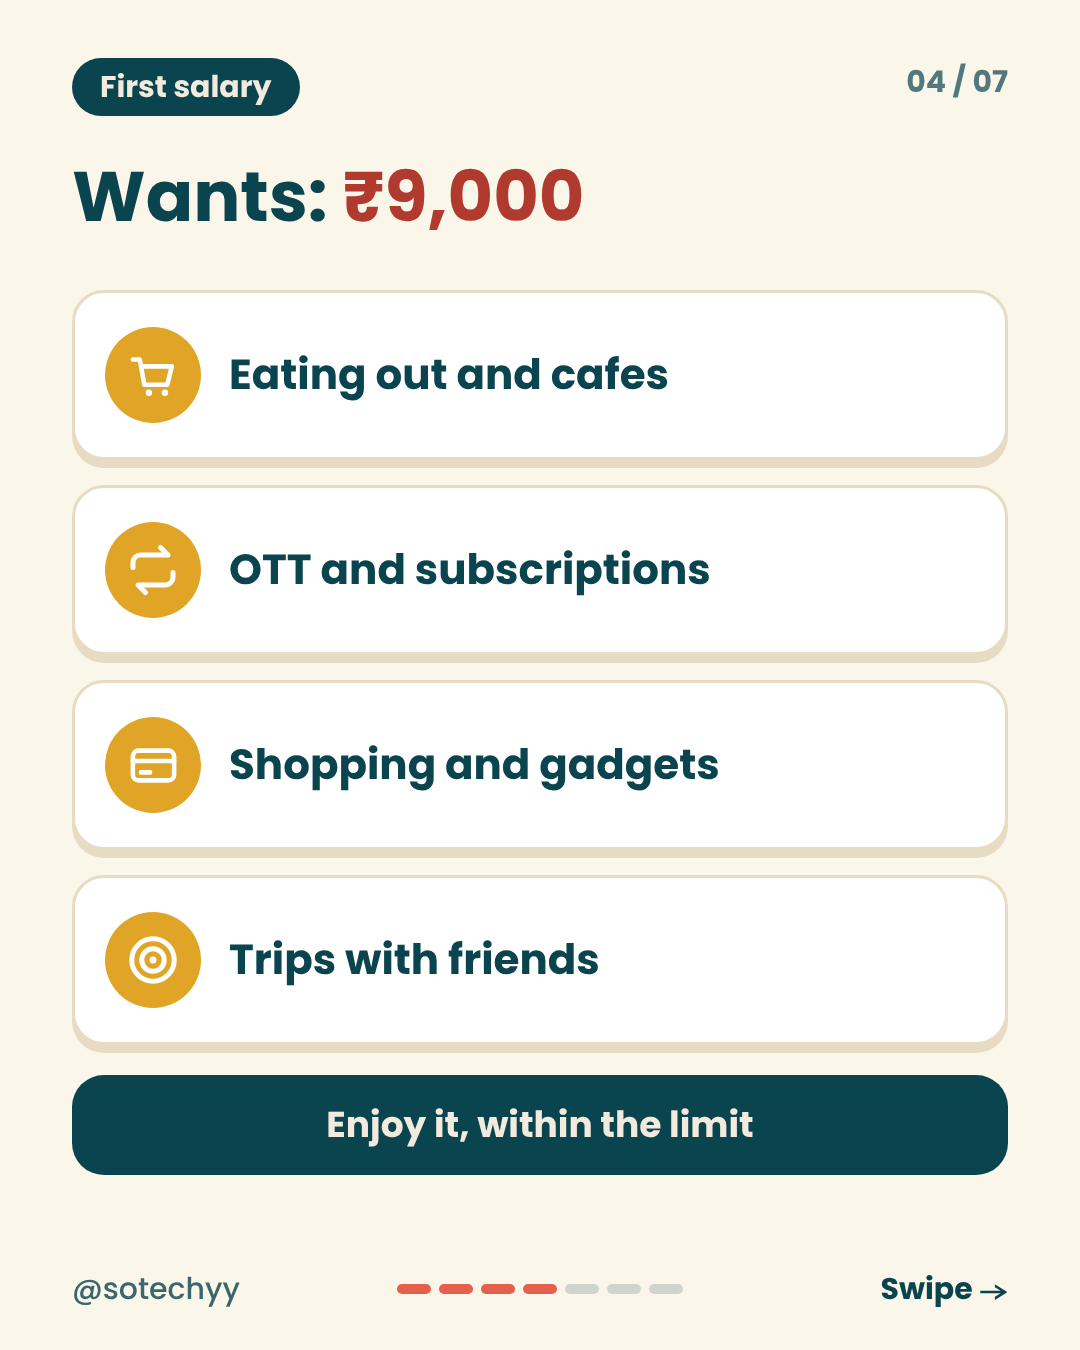 First salary
04 / 07
Wants: ₹9,000
Eating out and cafes
OTT and subscriptions
Shopping and gadgets
Trips with friends
Enjoy it, within the limit
@sotechyy
Swipe →